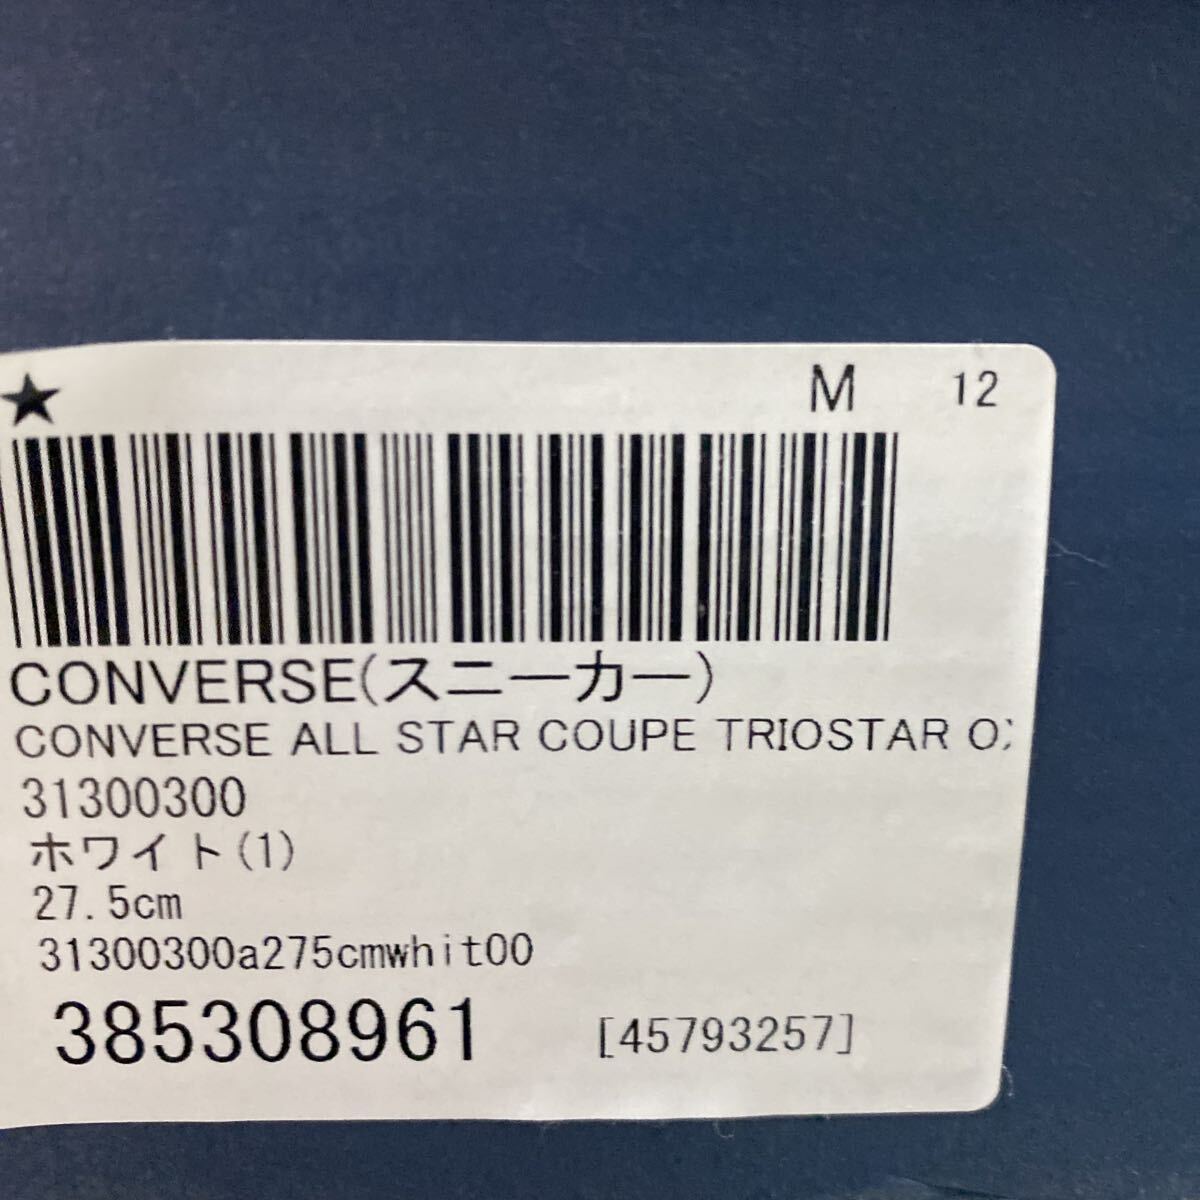 ★ M 12
CONVERSE(スニーカー)
CONVERSE ALL STAR COUPE TRIOSTAR O
31300300
ホワイト(1)
27.5cm
31300300a275cmwhit00
385308961 [45793257]